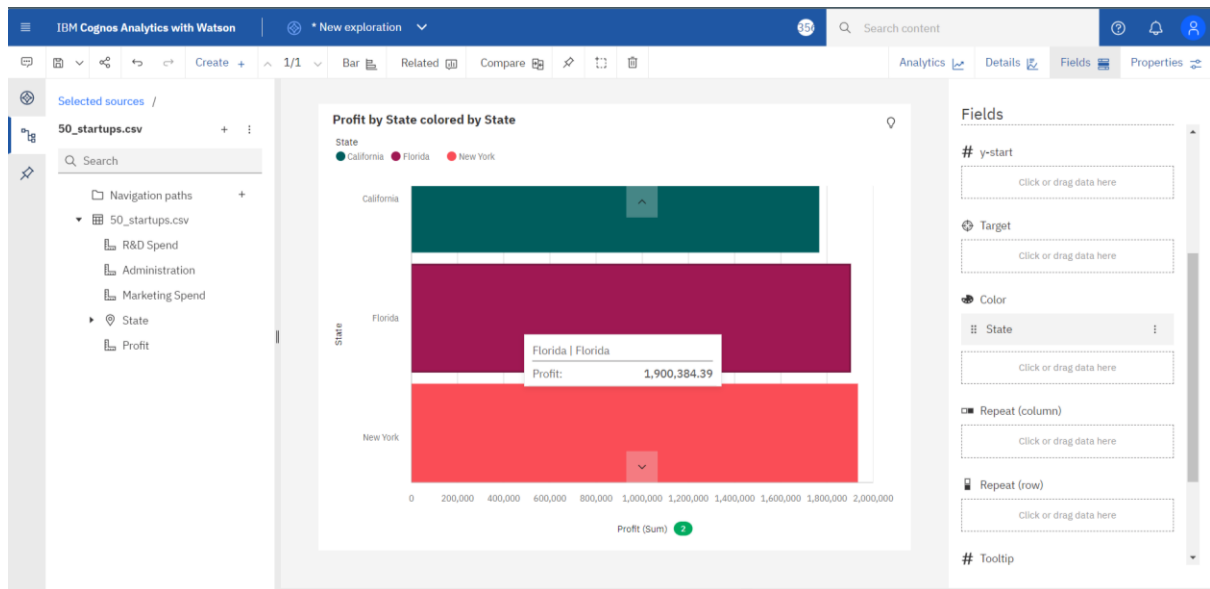 IBM Cognos Analytics with Watson
* New exploration
Search content
Create +
1/1
Bar
Related
Compare
Analytics
Details
Fields
Properties
Selected sources /
50_startups.csv
Search
Navigation paths
50_startups.csv
R&D Spend
Administration
Marketing Spend
State
Profit
Profit by State colored by State
State
California Florida New York
California
Florida
New York
State
Florida | Florida
Profit: 1,900,384.39
0 200,000 400,000 600,000 800,000 1,000,000 1,200,000 1,400,000 1,600,000 1,800,000 2,000,000
Profit (Sum) 2
Fields
# y-start
Click or drag data here
Target
Click or drag data here
Color
State
Click or drag data here
Repeat (column)
Click or drag data here
Repeat (row)
Click or drag data here
# Tooltip